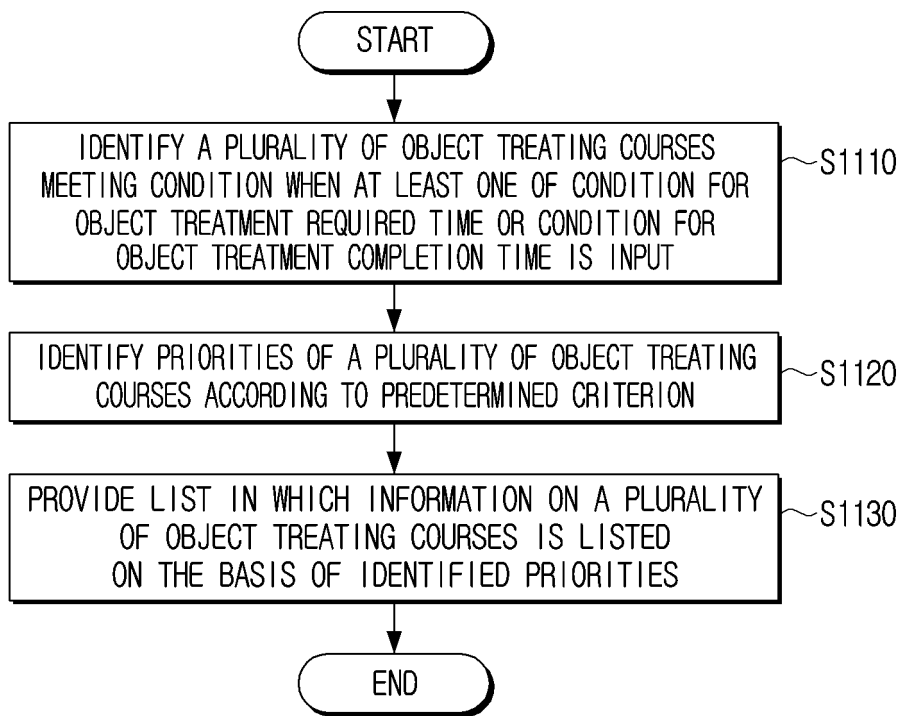 START
IDENTIFY A PLURALITY OF OBJECT TREATING COURSES
MEETING CONDITION WHEN AT LEAST ONE OF CONDITION FOR
OBJECT TREATMENT REQUIRED TIME OR CONDITION FOR
OBJECT TREATMENT COMPLETION TIME IS INPUT
S1110
IDENTIFY PRIORITIES OF A PLURALITY OF OBJECT TREATING
COURSES ACCORDING TO PREDETERMINED CRITERION
S1120
PROVIDE LIST IN WHICH INFORMATION ON A PLURALITY
OF OBJECT TREATING COURSES IS LISTED
ON THE BASIS OF IDENTIFIED PRIORITIES
S1130
END